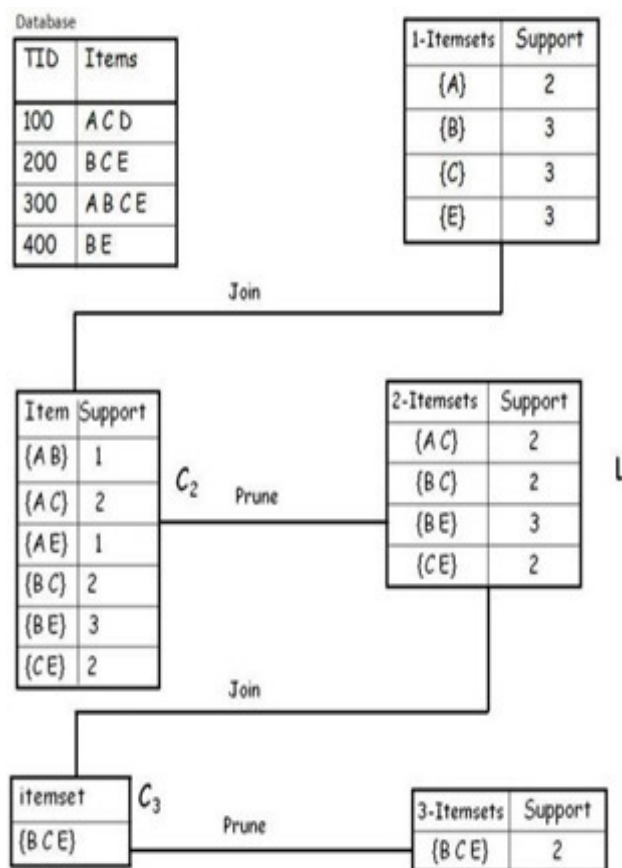 Database
TID Items
100 A C D
200 B C E
300 A B C E
400 B E
1-Itemsets Support
{A} 2
{B} 3
{C} 3
{E} 3
Join
Item Support
{A B} 1
{A C} 2
{A E} 1
{B C} 2
{B E} 3
{C E} 2
C₂
Prune
2-Itemsets Support
{A C} 2
{B C} 2
{B E} 3
{C E} 2
L
Join
itemset
{B C E}
C₃
Prune
3-Itemsets Support
{B C E} 2